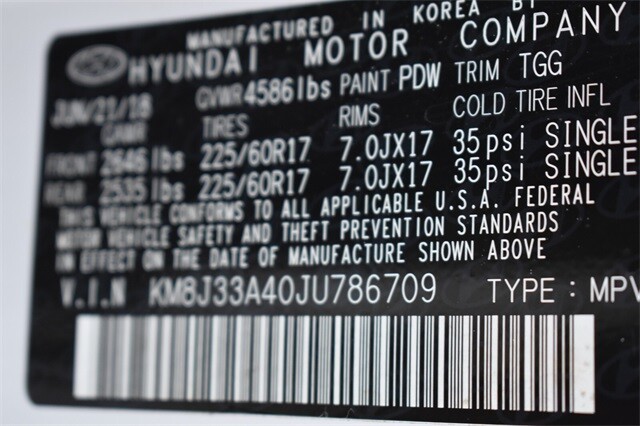 MANUFACTURED IN KOREA BY
HYUNDAI MOTOR COMPANY
JUN/21/18 GVWR 4586 lbs PAINT PDW TRIM TGG
GAWR TIRES RIMS COLD TIRE INFL
FRONT 2646 lbs 225/60R17 7.0JX17 35psi SINGLE
REAR 2535 lbs 225/60R17 7.0JX17 35psi SINGLE
THIS VEHICLE CONFORMS TO ALL APPLICABLE U.S.A. FEDERAL
MOTOR VEHICLE SAFETY AND THEFT PREVENTION STANDARDS
IN EFFECT ON THE DATE OF MANUFACTURE SHOWN ABOVE
V.I.N KM8J33A40JU786709 TYPE : MPV